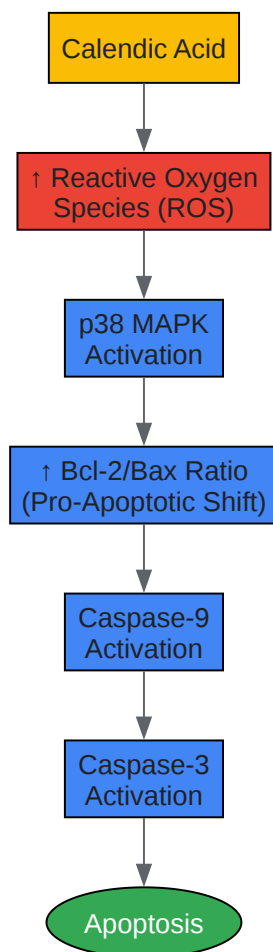 Calendic Acid
↑ Reactive Oxygen
Species (ROS)
p38 MAPK
Activation
↑ Bcl-2/Bax Ratio
(Pro-Apoptotic Shift)
Caspase-9
Activation
Caspase-3
Activation
Apoptosis